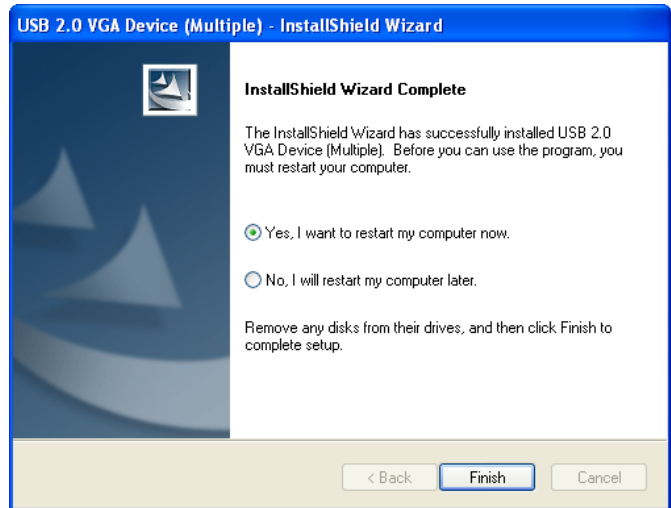 USB 2.0 VGA Device (Multiple) - InstallShield Wizard
InstallShield Wizard Complete
The InstallShield Wizard has successfully installed USB 2.0
VGA Device (Multiple). Before you can use the program, you
must restart your computer.
Yes, I want to restart my computer now.
No, I will restart my computer later.
Remove any disks from their drives, and then click Finish to
complete setup.
< Back
Finish
Cancel